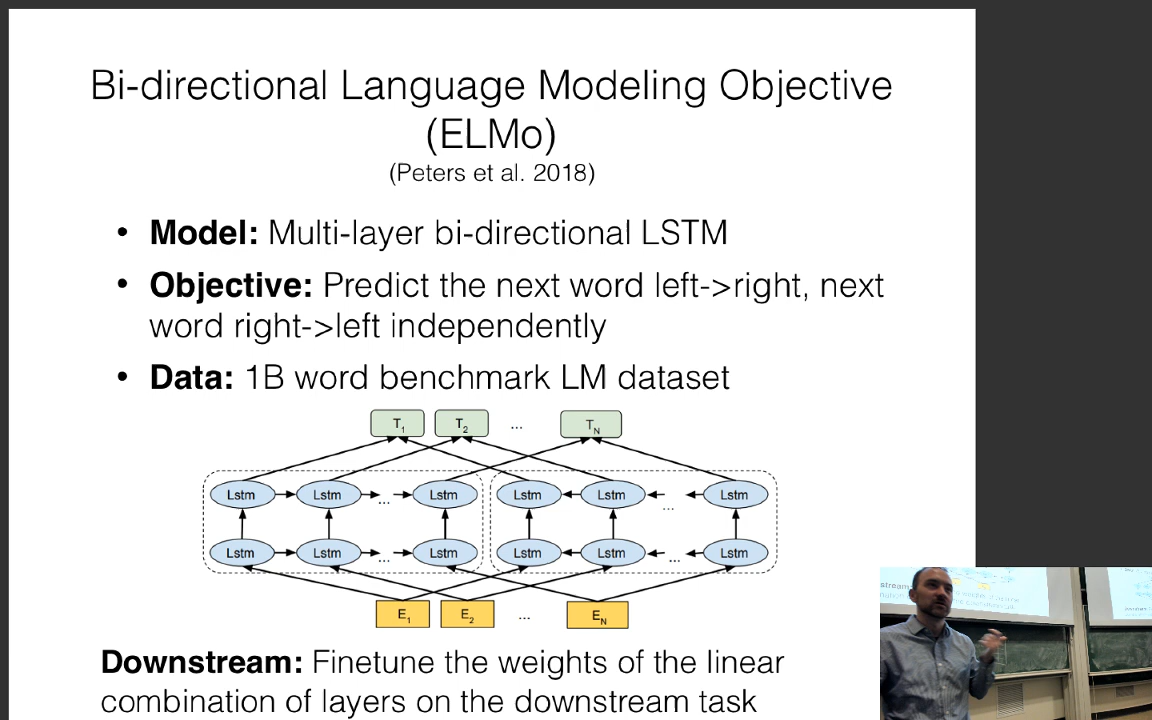 Bi-directional Language Modeling Objective
(ELMo)
(Peters et al. 2018)
• Model: Multi-layer bi-directional LSTM
• Objective: Predict the next word left->right, next
word right->left independently
• Data: 1B word benchmark LM dataset
T1 T2 ... TN
Lstm Lstm ... Lstm Lstm Lstm ... Lstm
Lstm Lstm ... Lstm Lstm Lstm ... Lstm
E1 E2 ... EN
Downstream: Finetune the weights of the linear
combination of layers on the downstream task